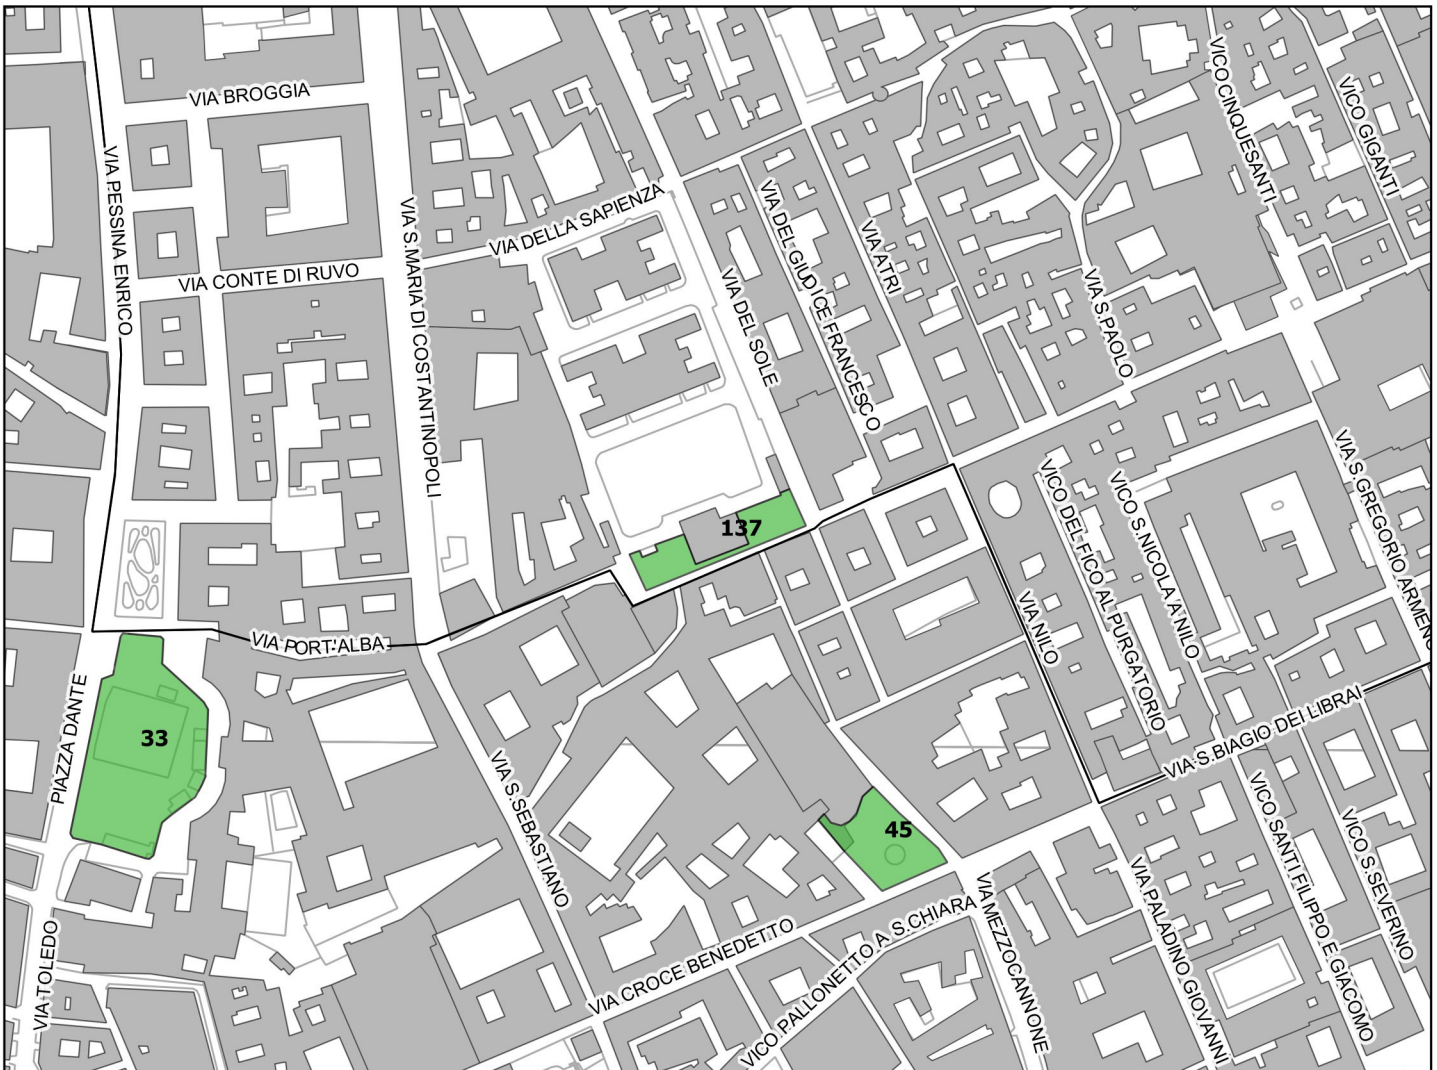 VIA BROGGIA
VIA PESSINA ENRICO
VIA S.MARIA DI COSTANTINOPOLI
VIA CONTE DI RUVO
VIA DELLA SAPIENZA
VIA DEL SOLE
VIA DEL GIUDICE FRANCESCO
VIA ATRI
VIA S.PAOLO
VICO CINQUESANTI
VICO GIGANTI
VIA S.GREGORIO ARMENO
VICO DEL FICO AL PURGATORIO
VICO S.NICOLA A NILO
VIA NILO
137
VIA PORT'ALBA
PIAZZA DANTE
33
45
VIA S.SEBASTIANO
VIA S.BIAGIO DEI LIBRAI
VIA TOLEDO
VIA CROCE BENEDETTO
VICO PALLONETTO A S.CHIARA
VIA MEZZOCANNONE
VIA PALADINO GIOVANNI
VICO SANTI FILIPPO E GIACOMO
VICO S.SEVERINO